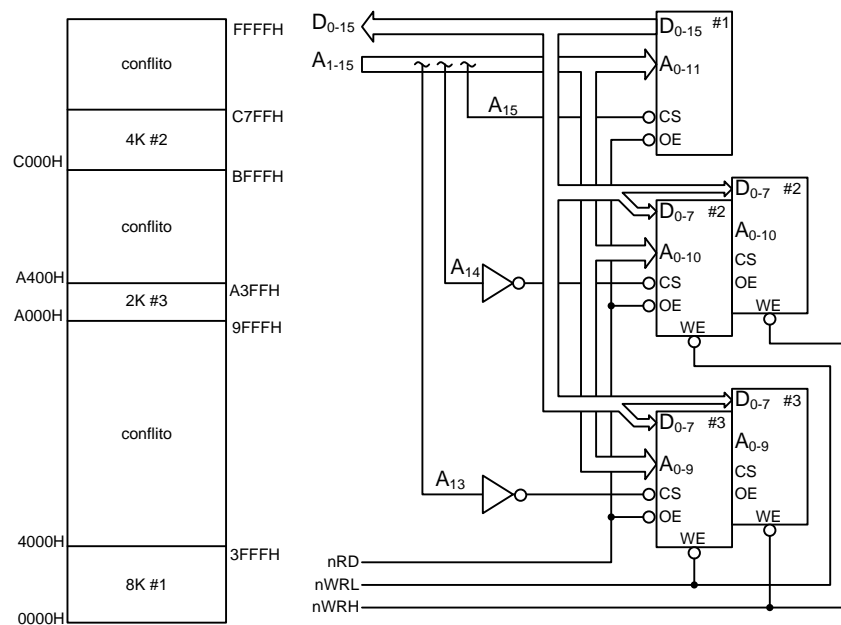 FFFFH
conflito
C7FFH
4K #2
C000H
BFFFH
conflito
A400H
A3FFH
2K #3
A000H
9FFFH
conflito
4000H
3FFFH
8K #1
0000H
D0-15
A1-15
A15
A14
A13
nRD
nWRL
nWRH
D0-15 #1
A0-11
CS
OE
D0-7 #2
A0-10
CS
OE
WE
D0-7 #2
A0-10
CS
OE
WE
D0-7 #3
A0-9
CS
OE
WE
D0-7 #3
A0-9
CS
OE
WE